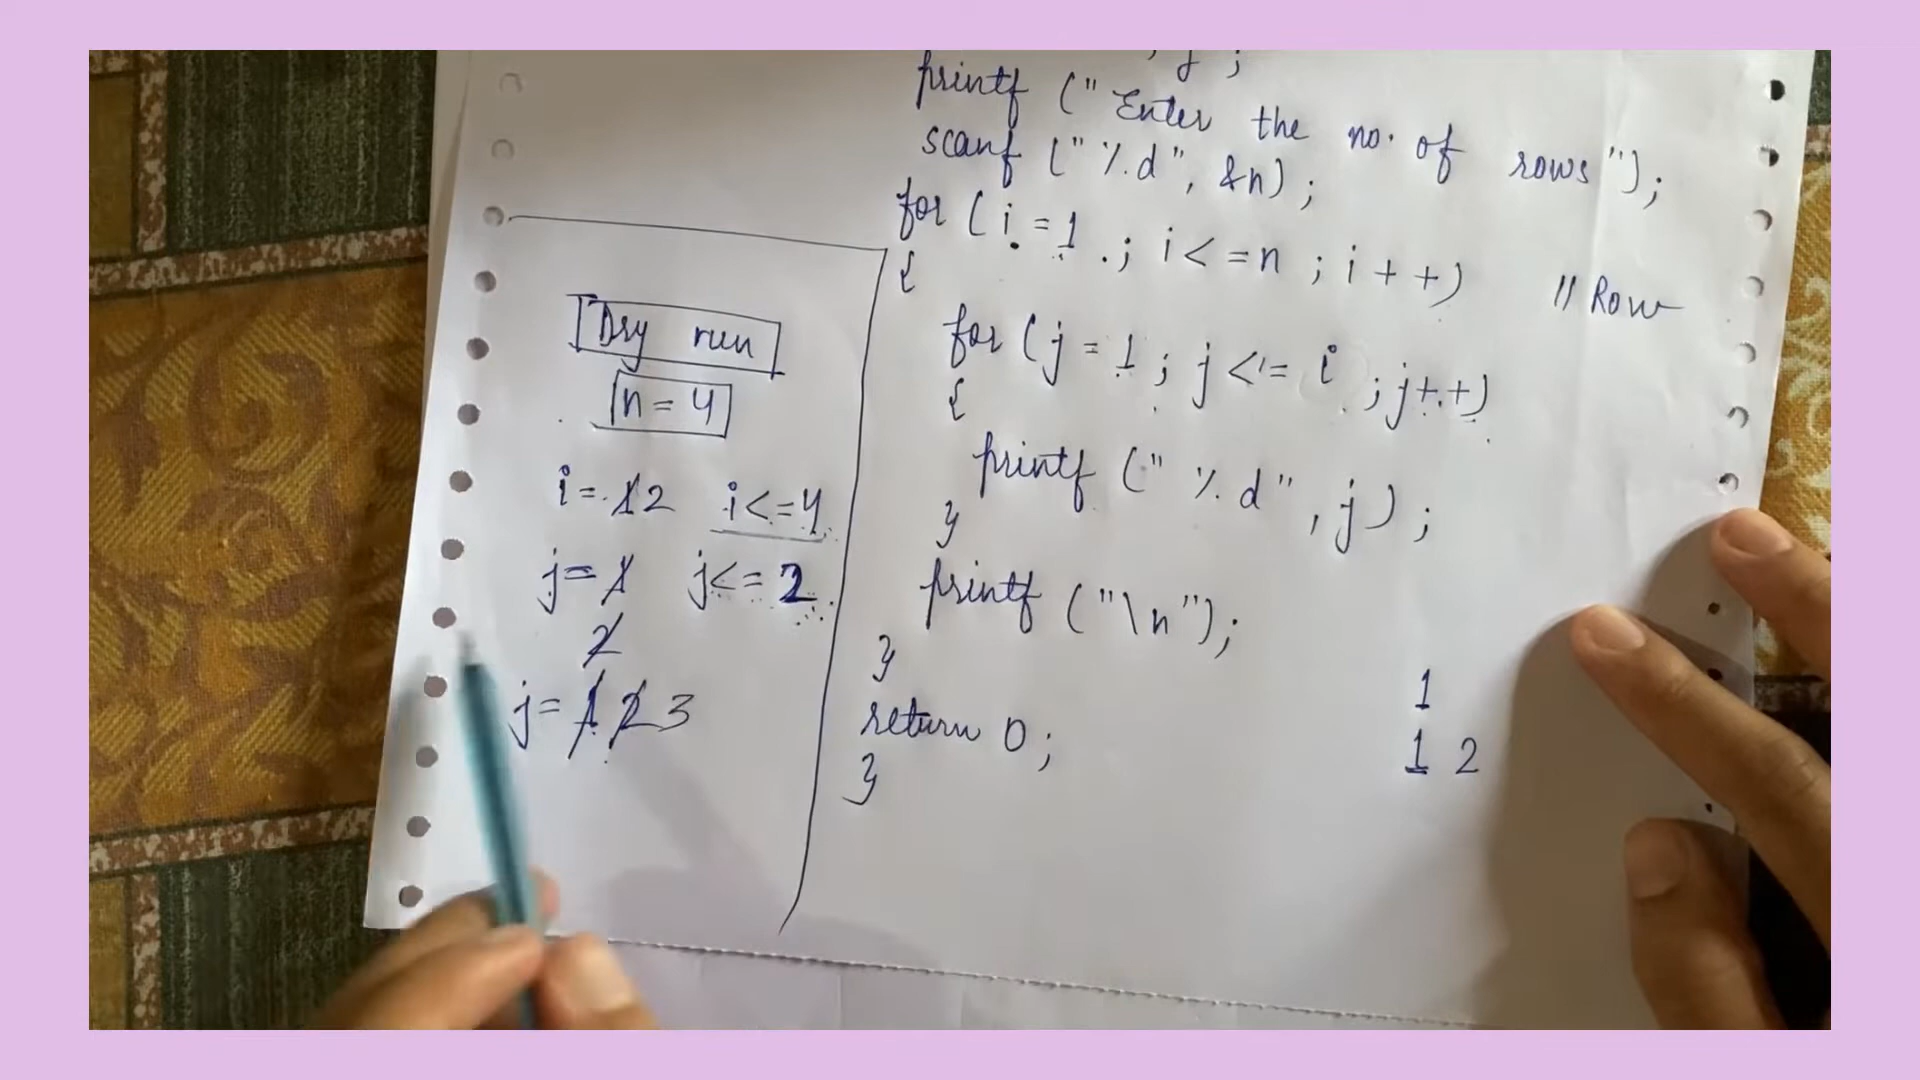 j ;
printf ("Enter the no. of rows");
scanf ("%d", &n);
for (i = 1 ; i <= n ; i++) // Row
{
for (j = 1 ; j <= i ; j++)
{
printf ("%d", j);
}
printf ("\n");
}
return 0;
}
Dry run
n = 4
i = 1 2 i <= 4
j = 1 j <= 2
2
j = 1 2 3
1
1 2